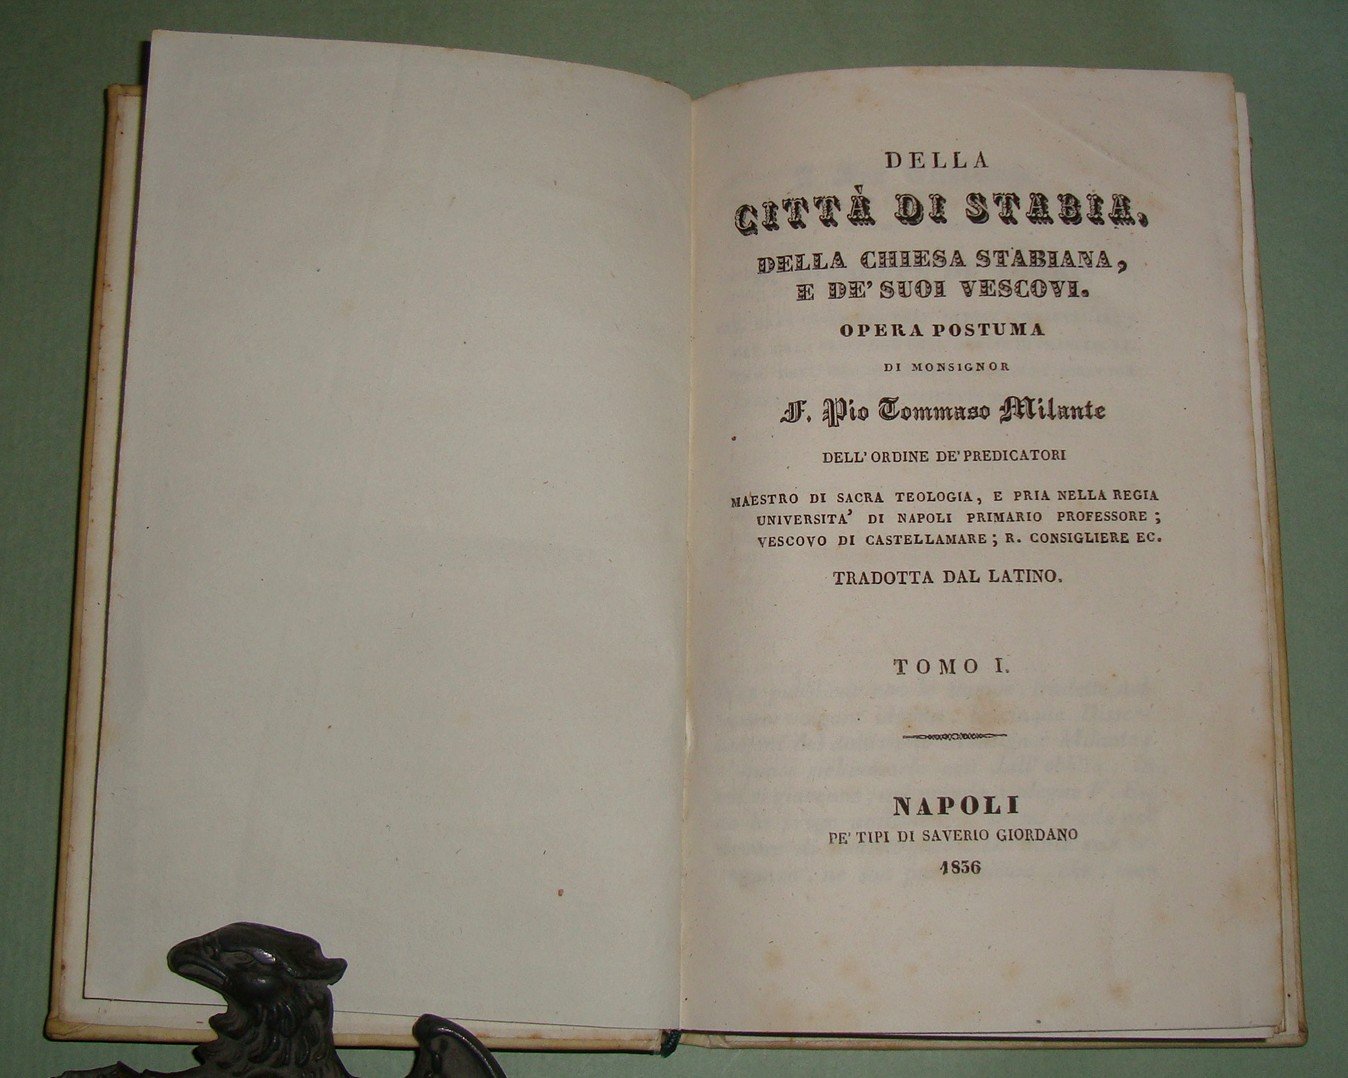 DELLA
CITTÀ DI STABIA,
DELLA CHIESA STABIANA,
E DE' SUOI VESCOVI.
OPERA POSTUMA
DI MONSIGNOR
F. Pio Tommaso Milante
DELL' ORDINE DE' PREDICATORI
MAESTRO DI SACRA TEOLOGIA, E PRIA NELLA REGIA
UNIVERSITA' DI NAPOLI PRIMARIO PROFESSORE;
VESCOVO DI CASTELLAMARE; R. CONSIGLIERE EC.
TRADOTTA DAL LATINO.
TOMO I.
NAPOLI
PE' TIPI DI SAVERIO GIORDANO
1836